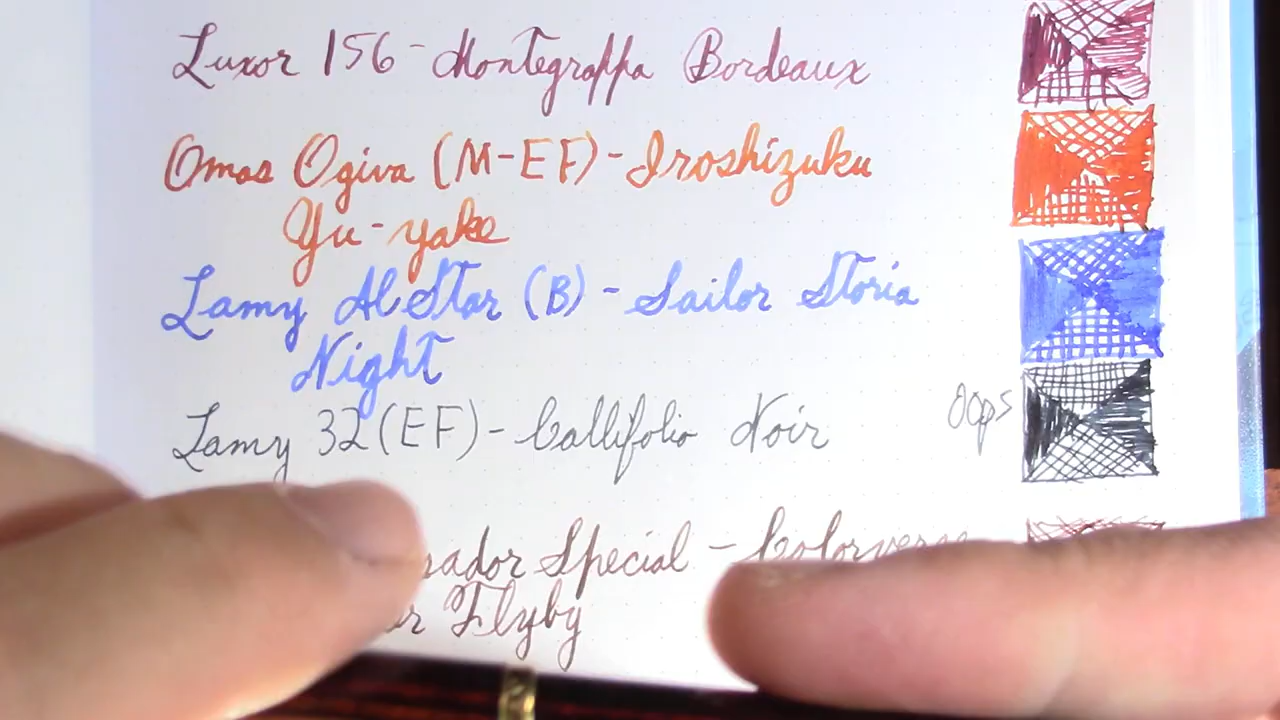 Luxor 156 - Montegrappa Bordeaux
Omas Ogiva (M-EF) - Iroshizuku
Yu-yake
Lamy AlStar (B) - Sailor Storia
Night
Lamy 32 (EF) - Callifolio Noir
Oops
Special - Colorverse
Flyby